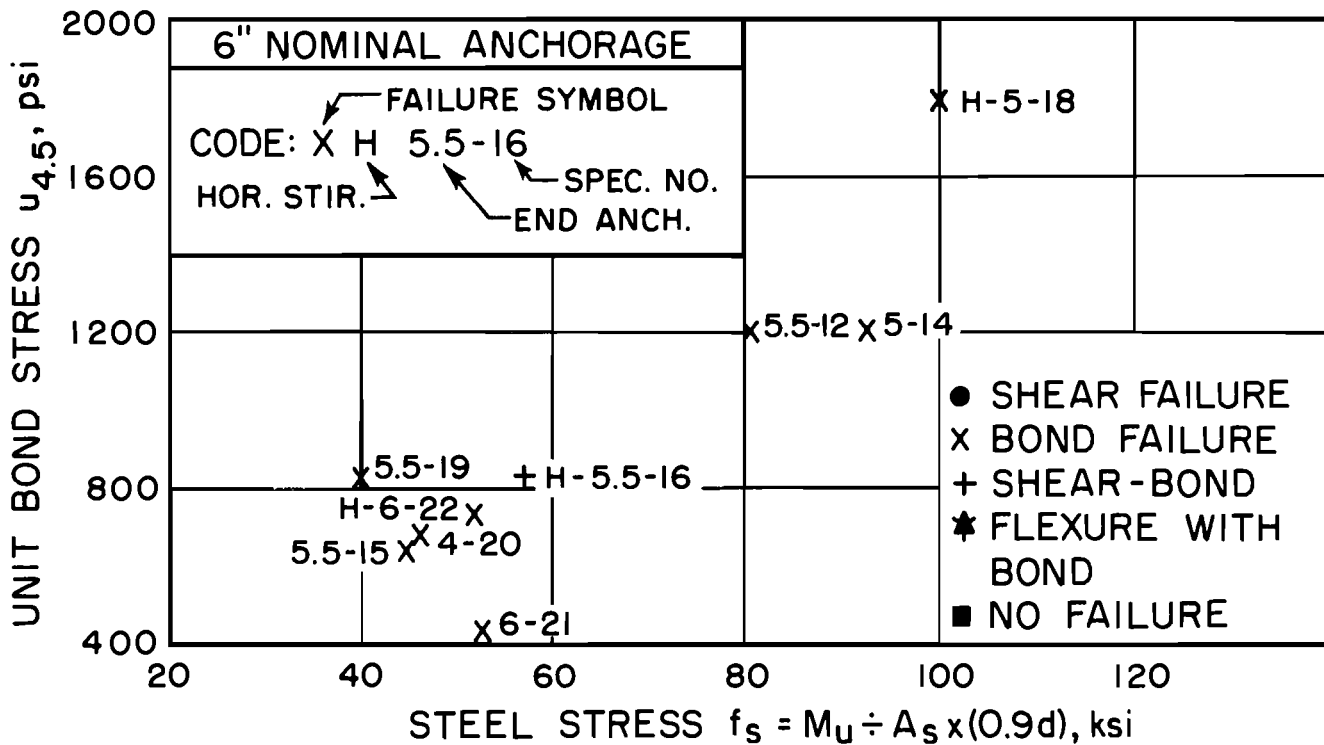 2000
6" NOMINAL ANCHORAGE
FAILURE SYMBOL
CODE: X H 5.5-16
HOR. STIR.
SPEC. NO.
END ANCH.
H-5-18
1600
UNIT BOND STRESS u4.5, psi
1200
5.5-12
5-14
SHEAR FAILURE
X BOND FAILURE
+ SHEAR-BOND
FLEXURE WITH
BOND
NO FAILURE
5.5-19
800
H-5.5-16
H-6-22
4-20
5.5-15
6-21
400
20 40 60 80 100 120
STEEL STRESS fs = Mu ÷ As x (0.9d), ksi